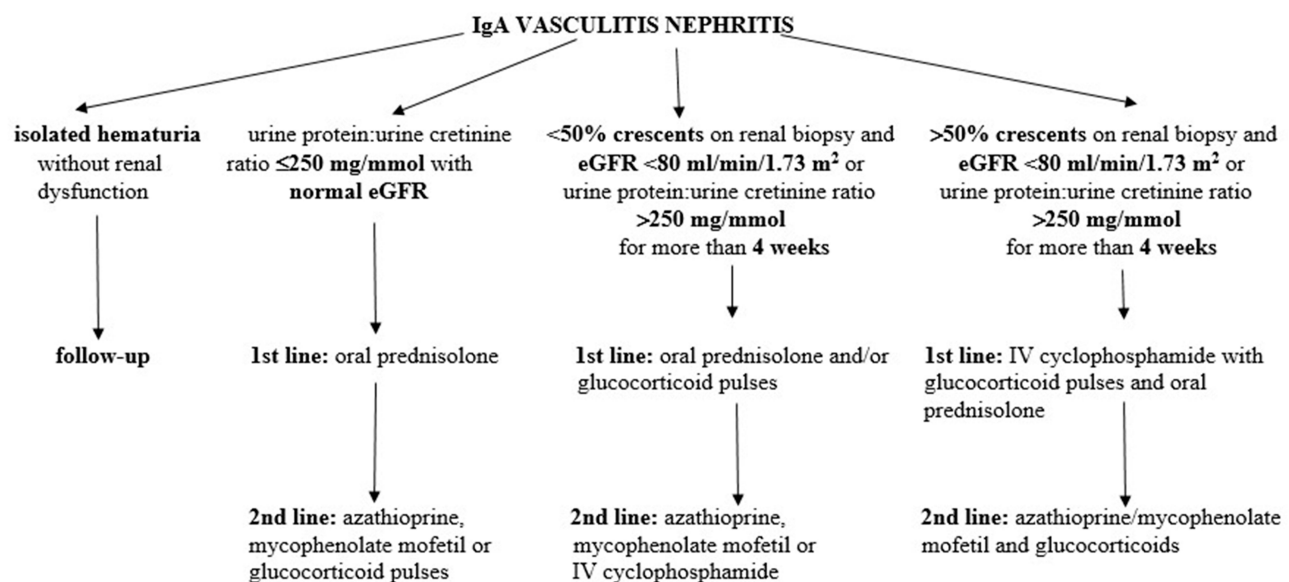 IgA VASCULITIS NEPHRITIS
isolated hematuria
without renal
dysfunction
follow-up
urine protein:urine cretinine
ratio ≤250 mg/mmol with
normal eGFR
1st line: oral prednisolone
2nd line: azathioprine,
mycophenolate mofetil or
glucocorticoid pulses
<50% crescents on renal biopsy and
eGFR <80 ml/min/1.73 m² or
urine protein:urine cretinine ratio
>250 mg/mmol
for more than 4 weeks
1st line: oral prednisolone and/or
glucocorticoid pulses
2nd line: azathioprine,
mycophenolate mofetil or
IV cyclophosphamide
>50% crescents on renal biopsy and
eGFR <80 ml/min/1.73 m² or
urine protein:urine cretinine ratio
>250 mg/mmol
for more than 4 weeks
1st line: IV cyclophosphamide with
glucocorticoid pulses and oral
prednisolone
2nd line: azathioprine/mycophenolate
mofetil and glucocorticoids